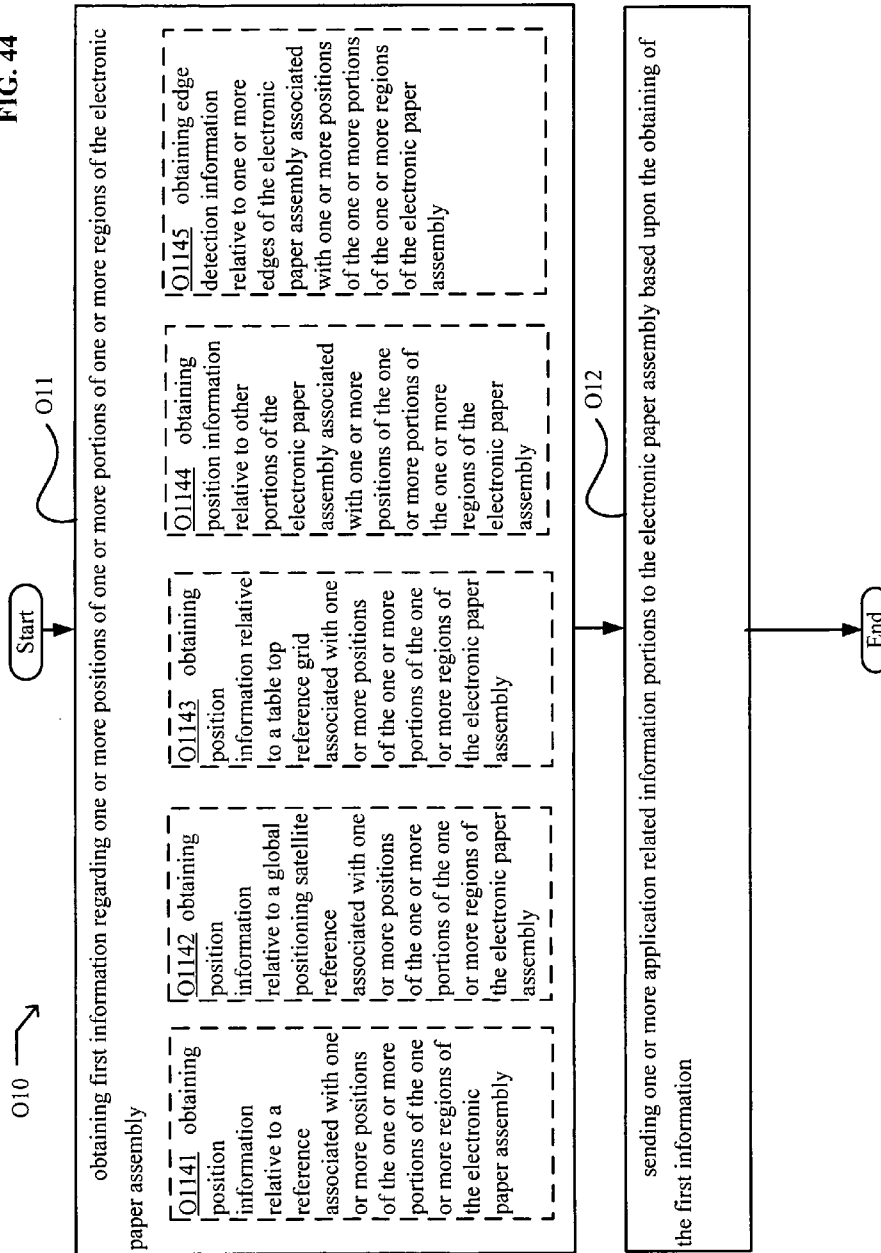 FIG. 44
O10
Start
O11
obtaining first information regarding one or more positions of one or more portions of one or more regions of the electronic
paper assembly
O1141 obtaining
position
information
relative to a
reference
associated with one
or more positions
of the one or more
portions of the one
or more regions of
the electronic
paper assembly
O1142 obtaining
position
information
relative to a global
positioning satellite
reference
associated with one
or more positions
of the one or more
portions of the one
or more regions of
the electronic paper
assembly
O1143 obtaining
position
information relative
to a table top
reference grid
associated with one
or more positions
of the one or more
portions of the one
or more regions of
the electronic paper
assembly
O1144 obtaining
position information
relative to other
portions of the
electronic paper
assembly associated
with one or more
positions of the one
or more portions of
the one or more
regions of the
electronic paper
assembly
O1145 obtaining edge
detection information
relative to one or more
edges of the electronic
paper assembly associated
with one or more positions
of the one or more portions
of the one or more regions
of the electronic paper
assembly
O12
sending one or more application related information portions to the electronic paper assembly based upon the obtaining of
the first information
End